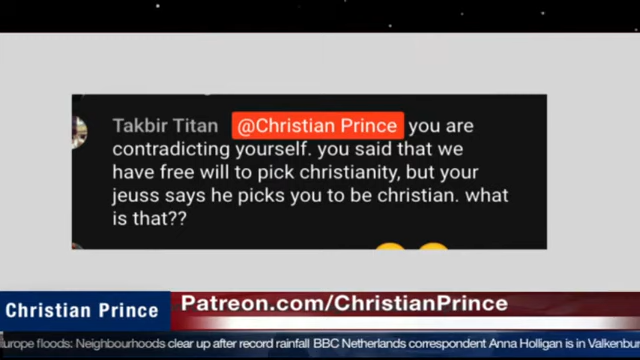 Takbir Titan @Christian Prince you are
contradicting yourself. you said that we
have free will to pick christianity, but your
jeuss says he picks you to be christian. what
is that??
Christian Prince
Patreon.com/ChristianPrince
urope floods: Neighbourhoods clear up after record rainfall BBC Netherlands correspondent Anna Holligan is in Valkenbur